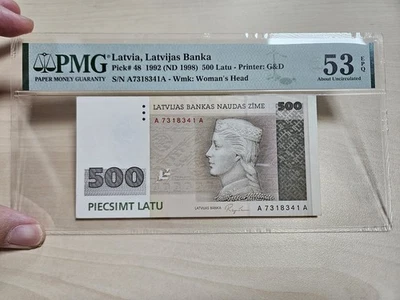 PMG
PAPER MONEY GUARANTY
Latvia, Latvijas Banka
Pick# 48 1992 (ND 1998) 500 Latu - Printer: G&D
S/N A7318341A - Wmk: Woman's Head
53 EPQ
About Uncirculated
LATVIJAS BANKAS NAUDAS ZĪME
500
A 7318341 A
500
PIECSIMT LATU
LATVIJAS BANKA
A 7318341 A